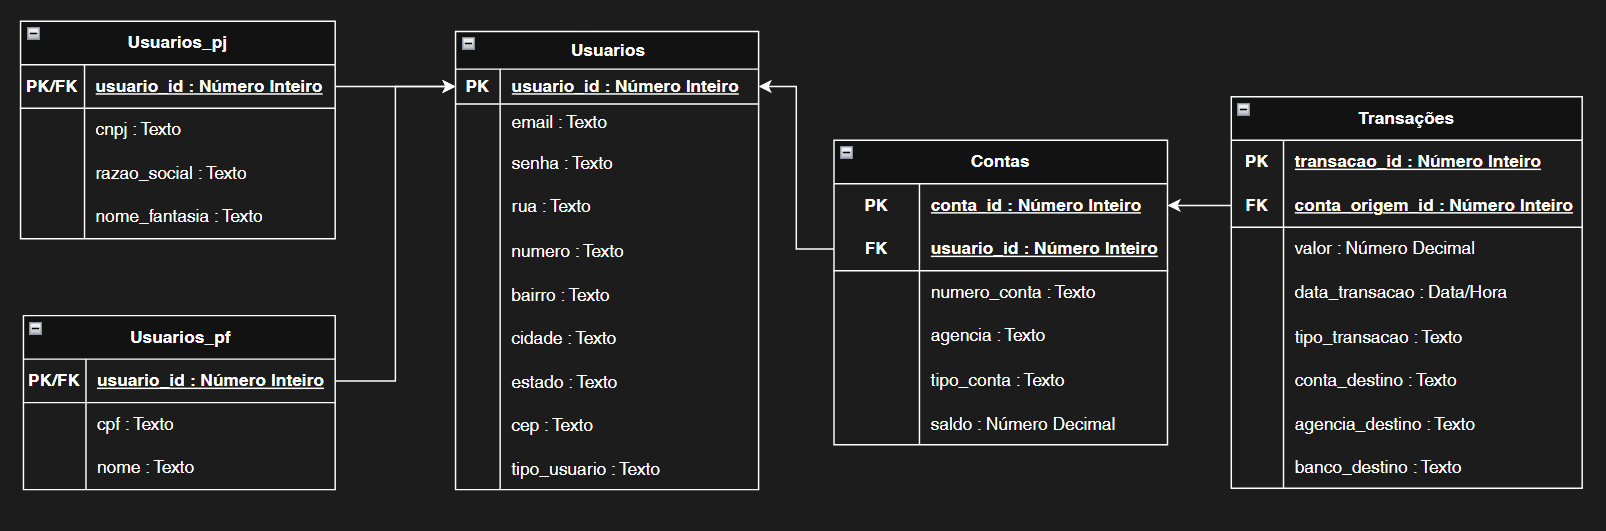 Usuarios_pj
PK/FK usuario_id : Número Inteiro
cnpj : Texto
razao_social : Texto
nome_fantasia : Texto
Usuarios_pf
PK/FK usuario_id : Número Inteiro
cpf : Texto
nome : Texto
Usuarios
PK usuario_id : Número Inteiro
email : Texto
senha : Texto
rua : Texto
numero : Texto
bairro : Texto
cidade : Texto
estado : Texto
cep : Texto
tipo_usuario : Texto
Contas
PK conta_id : Número Inteiro
FK usuario_id : Número Inteiro
numero_conta : Texto
agencia : Texto
tipo_conta : Texto
saldo : Número Decimal
Transações
PK transacao_id : Número Inteiro
FK conta_origem_id : Número Inteiro
valor : Número Decimal
data_transacao : Data/Hora
tipo_transacao : Texto
conta_destino : Texto
agencia_destino : Texto
banco_destino : Texto